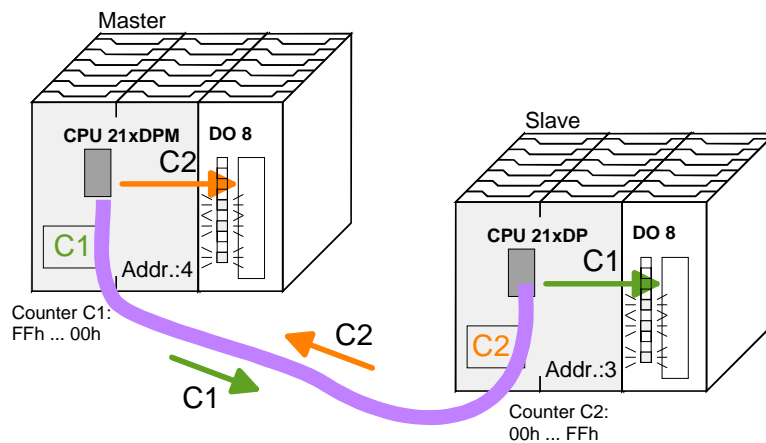 Master
CPU 21xDPM
DO 8
C2
C1
Addr.:4
Counter C1:
FFh ... 00h
Slave
CPU 21xDP
DO 8
C1
C2
Addr.:3
Counter C2:
00h ... FFh
C2
C1